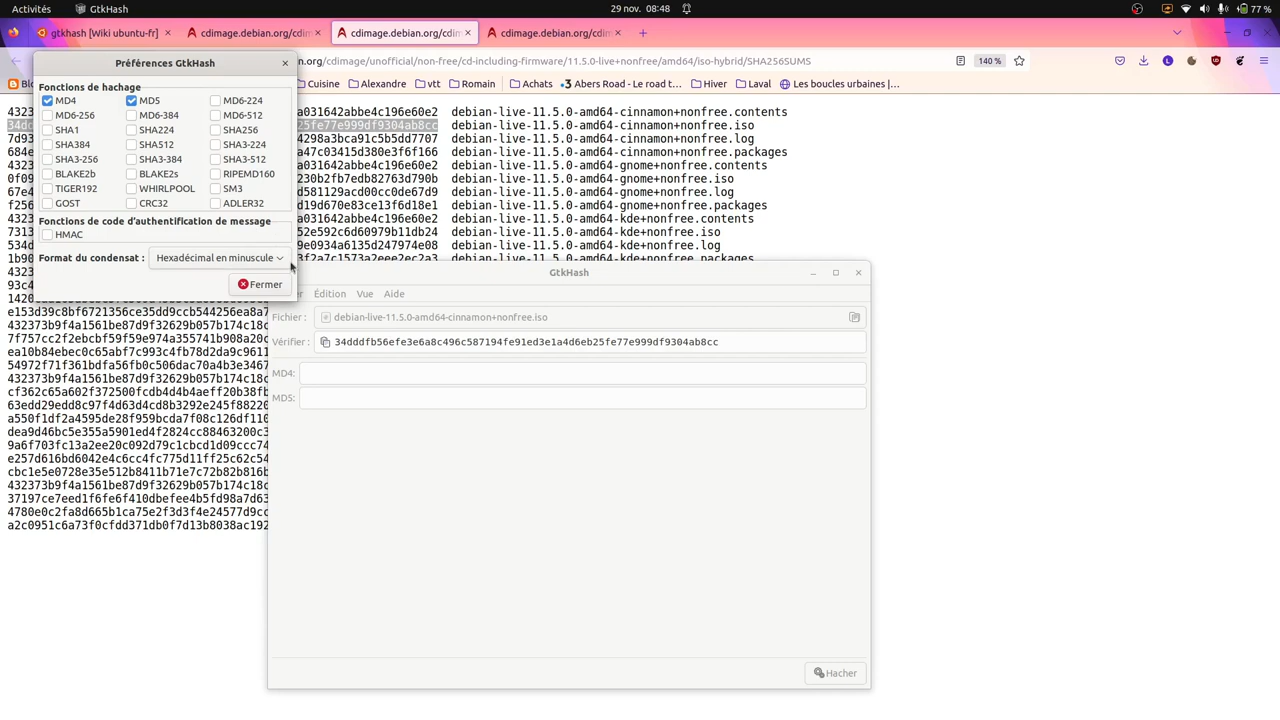 Activités GtkHash 29 nov. 08:48 77 %
gtkhash [Wiki ubuntu-fr] × cdimage.debian.org/cdim × cdimage.debian.org/cdim × cdimage.debian.org/cdim × +
n.org/cdimage/unofficial/non-free/cd-including-firmware/11.5.0-live+nonfree/amd64/iso-hybrid/SHA256SUMS 140 %
Cuisine Alexandre vtt Romain Achats Abers Road - Le road t… Hiver Laval Les boucles urbaines |…
Préférences GtkHash
Fonctions de hachage
MD4 MD5 MD6-224
MD6-256 MD6-384 MD6-512
SHA1 SHA224 SHA256
SHA384 SHA512 SHA3-224
SHA3-256 SHA3-384 SHA3-512
BLAKE2b BLAKE2s RIPEMD160
TIGER192 WHIRLPOOL SM3
GOST CRC32 ADLER32
Fonctions de code d'authentification de message
HMAC
Format du condensat : Hexadécimal en minuscule
Fermer
a031642abbe4c196e60e2 debian-live-11.5.0-amd64-cinnamon+nonfree.contents
25fe77e999df9304ab8cc debian-live-11.5.0-amd64-cinnamon+nonfree.iso
4298a3bca91c5b5dd7707 debian-live-11.5.0-amd64-cinnamon+nonfree.log
a47c03415d380e3f6f166 debian-live-11.5.0-amd64-cinnamon+nonfree.packages
a031642abbe4c196e60e2 debian-live-11.5.0-amd64-gnome+nonfree.contents
230b2fb7edb82763d790b debian-live-11.5.0-amd64-gnome+nonfree.iso
d581129acd00cc0de67d9 debian-live-11.5.0-amd64-gnome+nonfree.log
d19d670e83ce13f6d18e1 debian-live-11.5.0-amd64-gnome+nonfree.packages
a031642abbe4c196e60e2 debian-live-11.5.0-amd64-kde+nonfree.contents
52e592c6d60979b11db24 debian-live-11.5.0-amd64-kde+nonfree.iso
9e0934a6135d247974e08 debian-live-11.5.0-amd64-kde+nonfree.log
3f2a7c1573a2eee2ec2a3 debian-live-11.5.0-amd64-kde+nonfree.packages
e153d39c8bf6721356ce35dd9ccb544256ea8a7
432373b9f4a1561be87d9f32629b057b174c18c
7f757cc2f2ebcbf59f59e974a355741b908a20c
ea10b84ebec0c65abf7c993c4fb78d2da9c9611
54972f71f361bdfa56fb0c506dac70a4b3e3467
432373b9f4a1561be87d9f32629b057b174c18c
cf362c65a602f372500fcdb4d4b4aeff20b38fb
63edd29edd8c97f4d63d4cd8b3292e245f88220
a550f1df2a4595de28f959bcda7f08c126df110
dea9d46bc5e355a5901ed4f2824cc88463200c3
9a6f703fc13a2ee20c092d79c1cbcd1d09ccc74
e257d616bd6042e4c6cc4fc775d11ff25c62c54
cbc1e5e0728e35e512b8411b71e7c72b82b816b
432373b9f4a1561be87d9f32629b057b174c18c
37197ce7eed1f6fe6f410dbefee4b5fd98a7d63
4780e0c2fa8d665b1ca75e2f3d3f4e24577d9cc
a2c0951c6a73f0cfdd371db0f7d13b8038ac192
GtkHash
Édition Vue Aide
Fichier : debian-live-11.5.0-amd64-cinnamon+nonfree.iso
Vérifier : 34dddfb56efe3e6a8c496c587194fe91ed3e1a4d6eb25fe77e999df9304ab8cc
MD4:
MD5:
Hacher